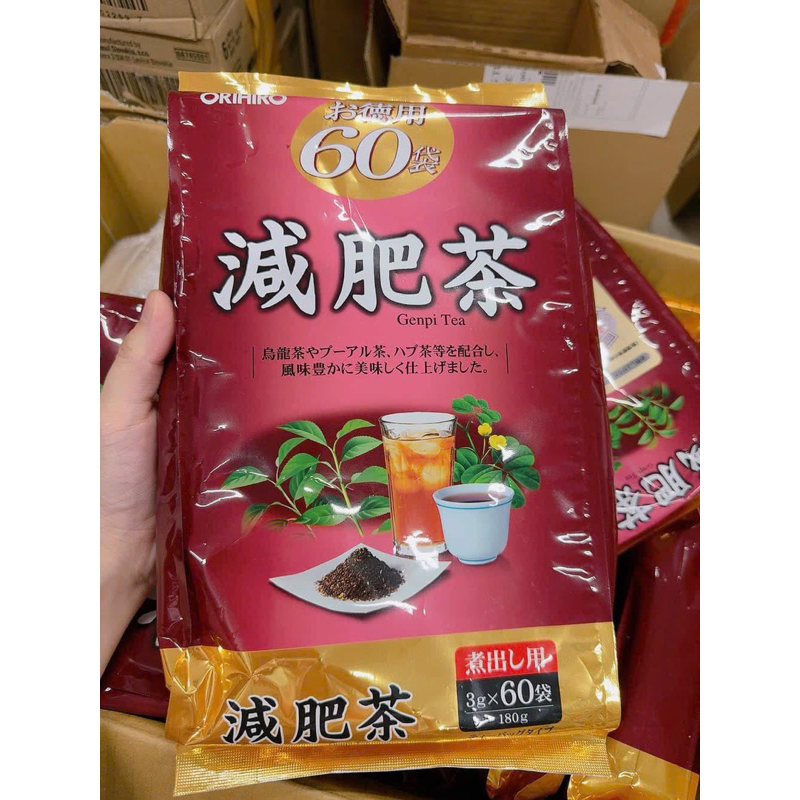 ORIHIRO
お徳用
60袋
減肥茶
Genpi Tea
烏龍茶やプーアル茶、ハブ茶等を配合し、
風味豊かに美味しく仕上げました。
煮出し用
3g×60袋
180g
減肥茶